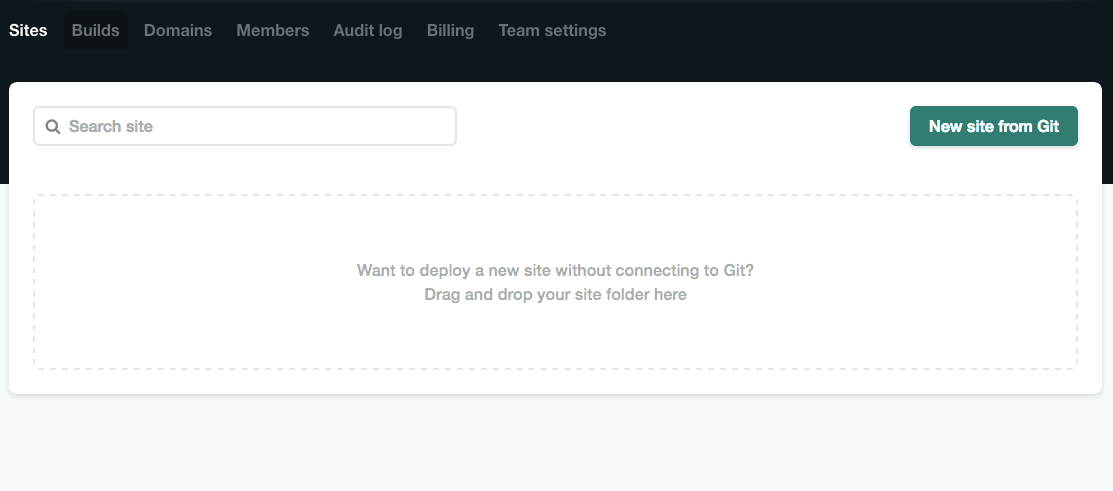 Sites Builds Domains Members Audit log Billing Team settings
Search site New site from Git
Want to deploy a new site without connecting to Git?
Drag and drop your site folder here